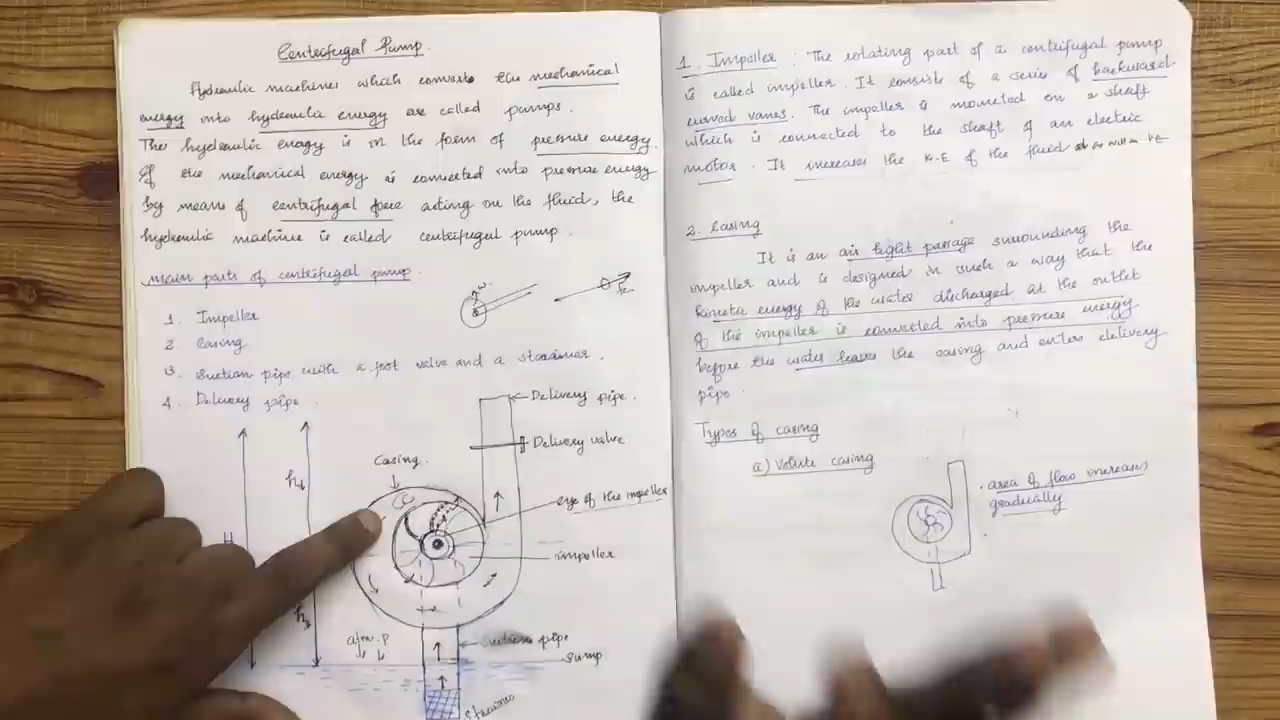 Centrifugal Pump.
Hydraulic machines which converts the mechanical
energy into hydraulic energy are called pumps.
The hydraulic energy is in the form of pressure energy.
If the mechanical energy is converted into pressure energy
by means of centrifugal force acting on the fluid, the
hydraulic machine is called centrifugal pump.
main parts of centrifugal pump.
1. Impeller
2. Casing
3. Suction pipe with a foot valve and a strainer.
4. Delivery pipe.
Delivery pipe.
Delivery valve
Casing.
eye of the impeller
impeller
H
atm. P
suction pipe
Sump
Strainer
1. Impeller : The rotating part of a centrifugal pump
is called impeller. It consists of a series of backward
curved vanes. The impeller is mounted on a shaft
which is connected to the shaft of an electric
motor. It increases the K.E of the fluid as well as PE
2. Casing
It is an air tight passage surrounding the
impeller and is designed in such a way that the
kinetic energy of the water discharged at the outlet
of the impeller is converted into pressure energy
before the water leaves the casing and enters delivery
pipe.
Types of casing
a) Volute casing
. area of flow increases
gradually